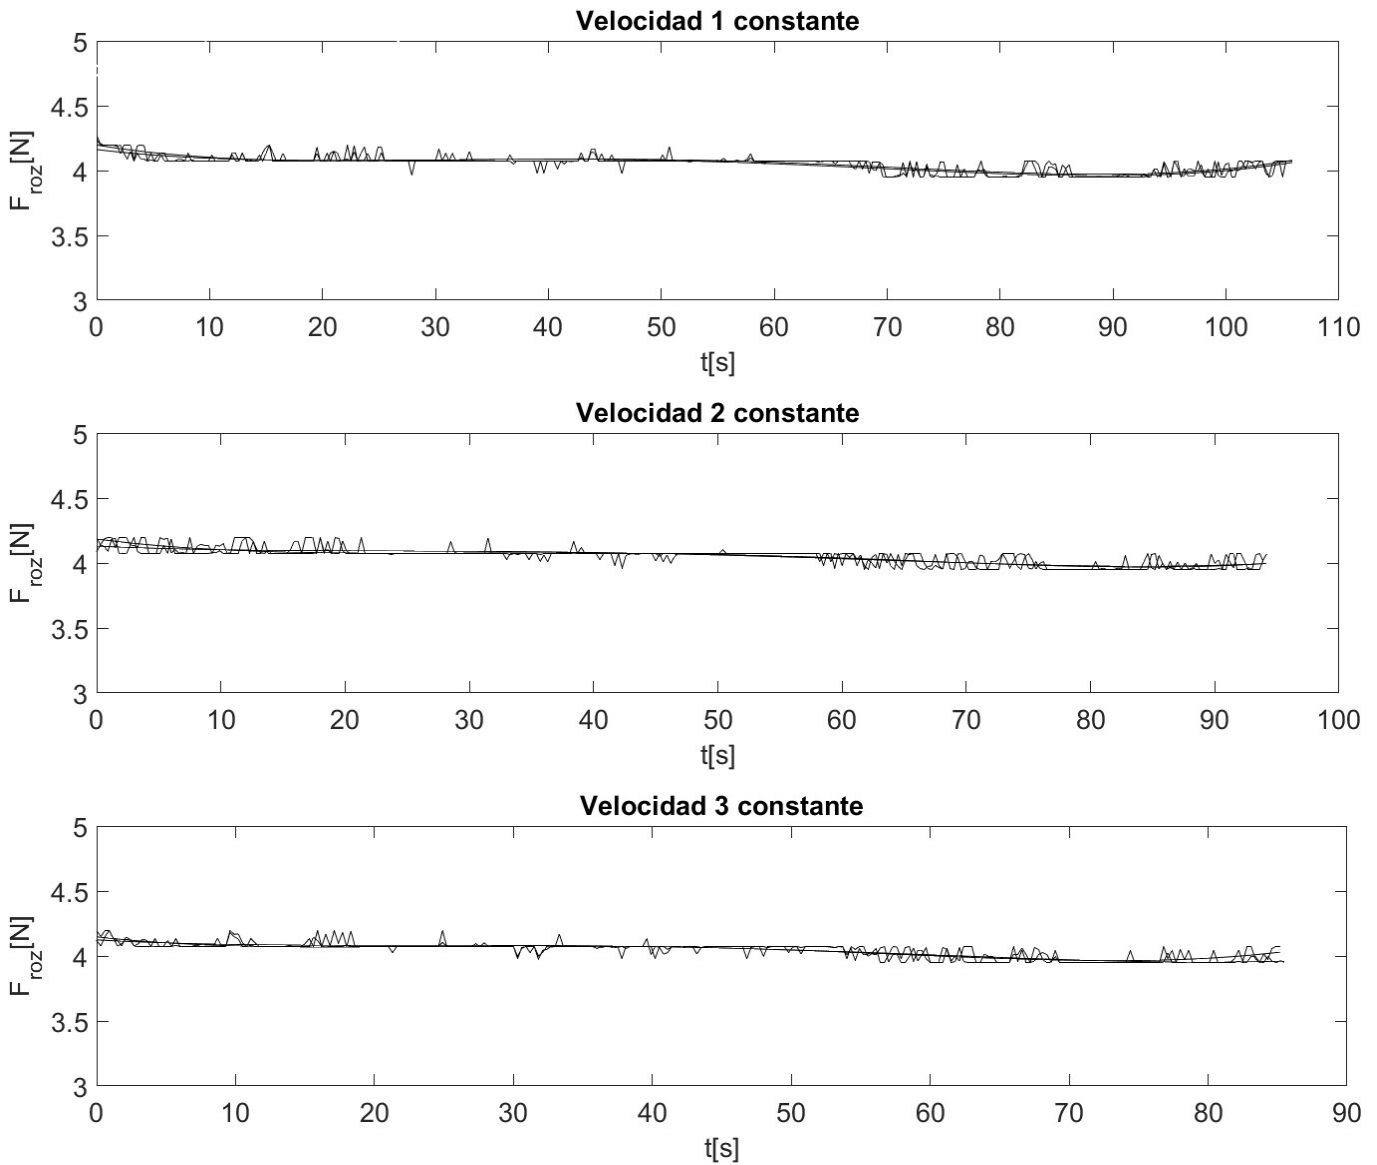 Velocidad 1 constante
5
4.5
4
3.5
3
F_roz[N]
0 10 20 30 40 50 60 70 80 90 100 110
t[s]
Velocidad 2 constante
5
4.5
4
3.5
3
F_roz[N]
0 10 20 30 40 50 60 70 80 90 100
t[s]
Velocidad 3 constante
5
4.5
4
3.5
3
F_roz[N]
0 10 20 30 40 50 60 70 80 90
t[s]